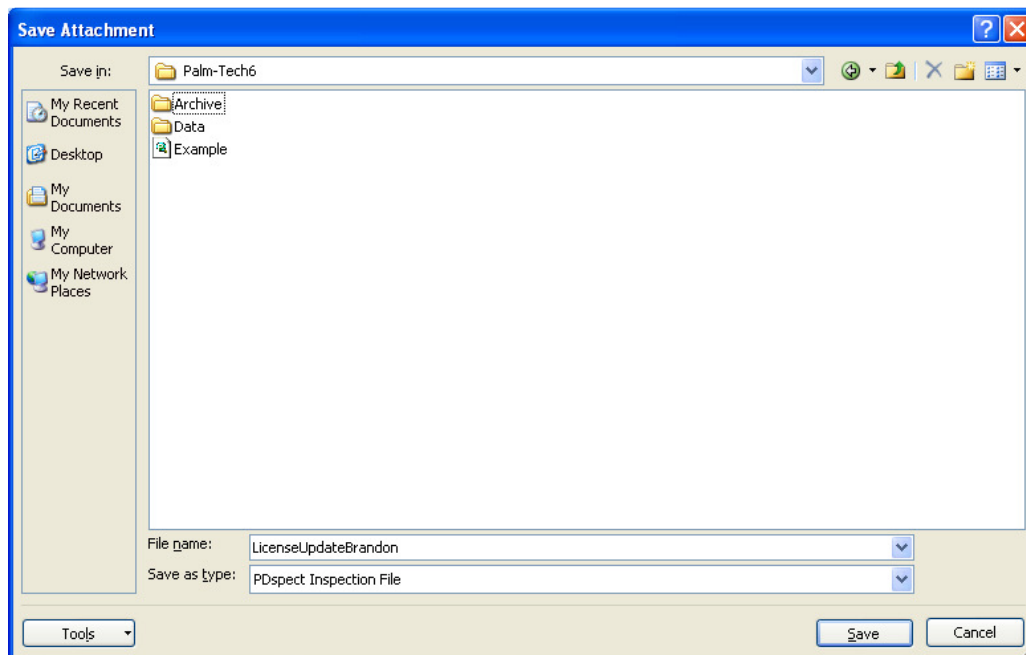 Save Attachment
Save in:
Palm-Tech6
My Recent
Documents
Desktop
My
Documents
My
Computer
My Network
Places
Archive
Data
Example
File name:
LicenseUpdateBrandon
Save as type:
PDspect Inspection File
Tools
Save
Cancel